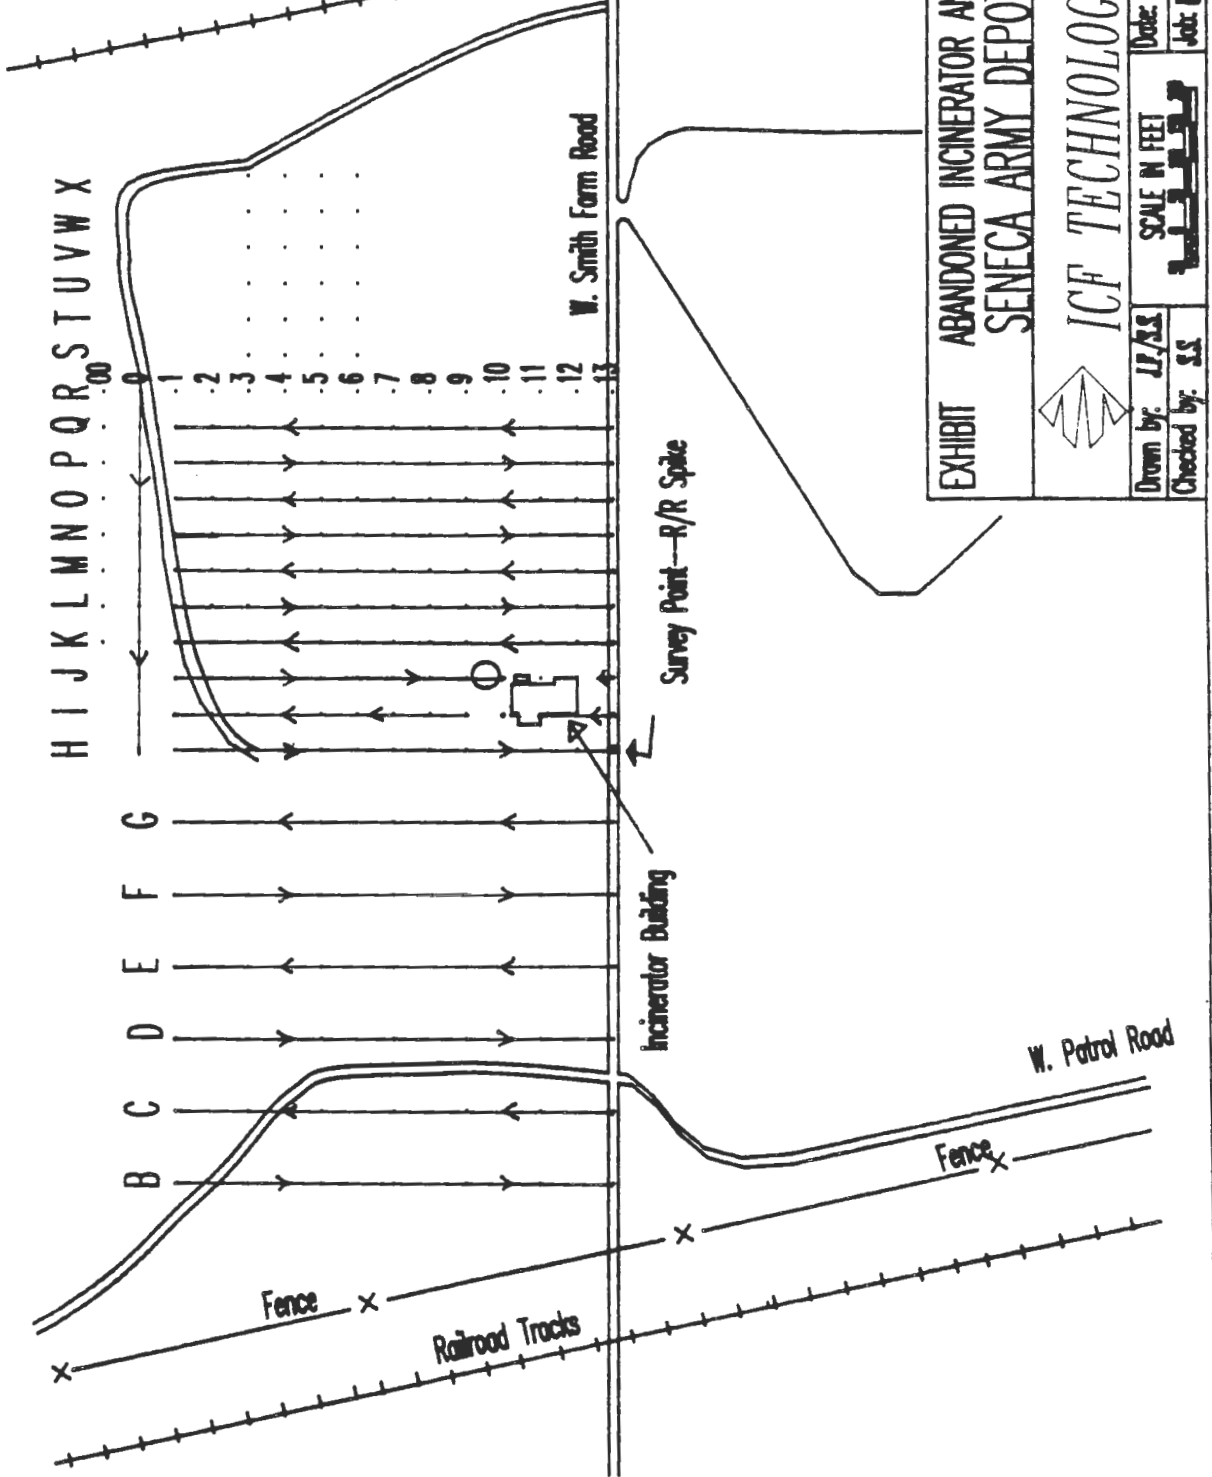 B C D E F G
H I J K L M N O P Q R S T U V W X
00
0
1
2
3
4
5
6
7
8
9
10
11
12
13
W. Smith Farm Road
Survey Point---R/R Spike
Incinerator Building
W. Patrol Road
Fence
Fence
Railroad Tracks
EXHIBIT ABANDONED INCINERATOR
SENECA ARMY DEPO
ICF TECHNOLOG
Drawn by: J.P./S.S.
Checked by: S.S.
SCALE IN FEET
Date:
Job: